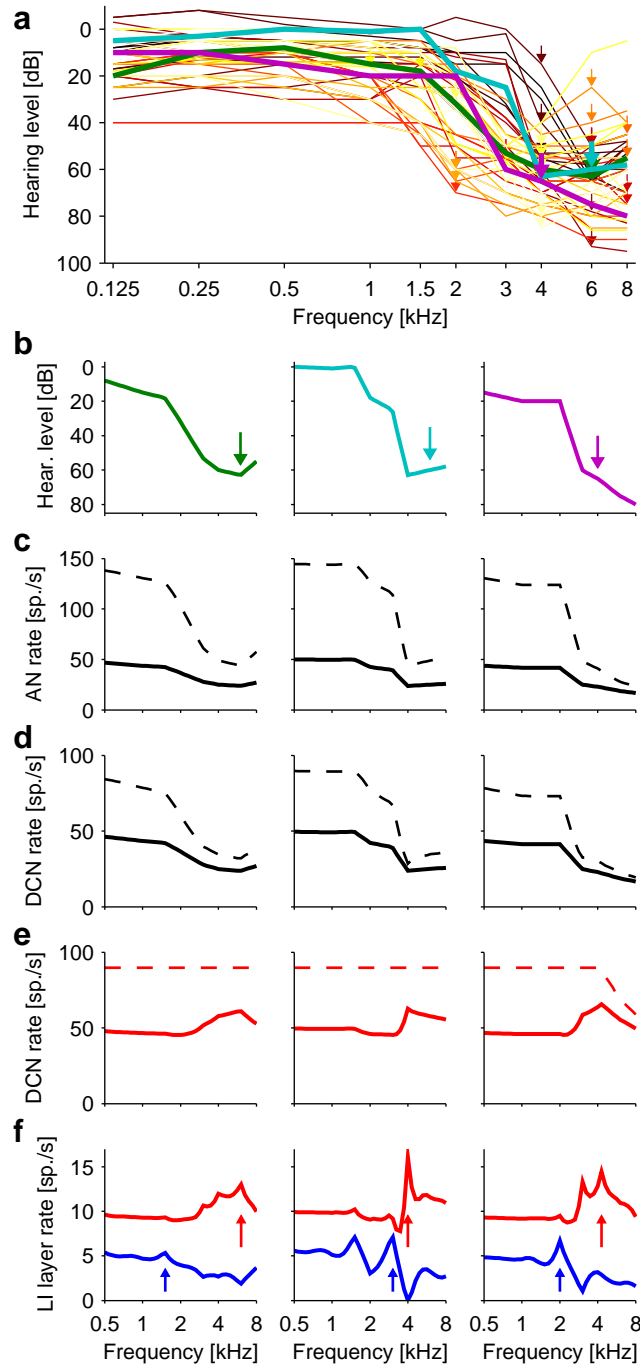 a
Hearing level [dB]
0
20
40
60
80
100
0.125 0.25 0.5 1 1.5 2 3 4 6 8
Frequency [kHz]
b
Hear. level [dB]
0
20
40
60
80
c
AN rate [sp./s]
150
100
50
0
d
DCN rate [sp./s]
100
50
0
e
DCN rate [sp./s]
100
50
0
f
LI layer rate [sp./s]
15
10
5
0
0.5 1 2 4 8 0.5 1 2 4 8 0.5 1 2 4 8
Frequency [kHz] Frequency [kHz] Frequency [kHz]